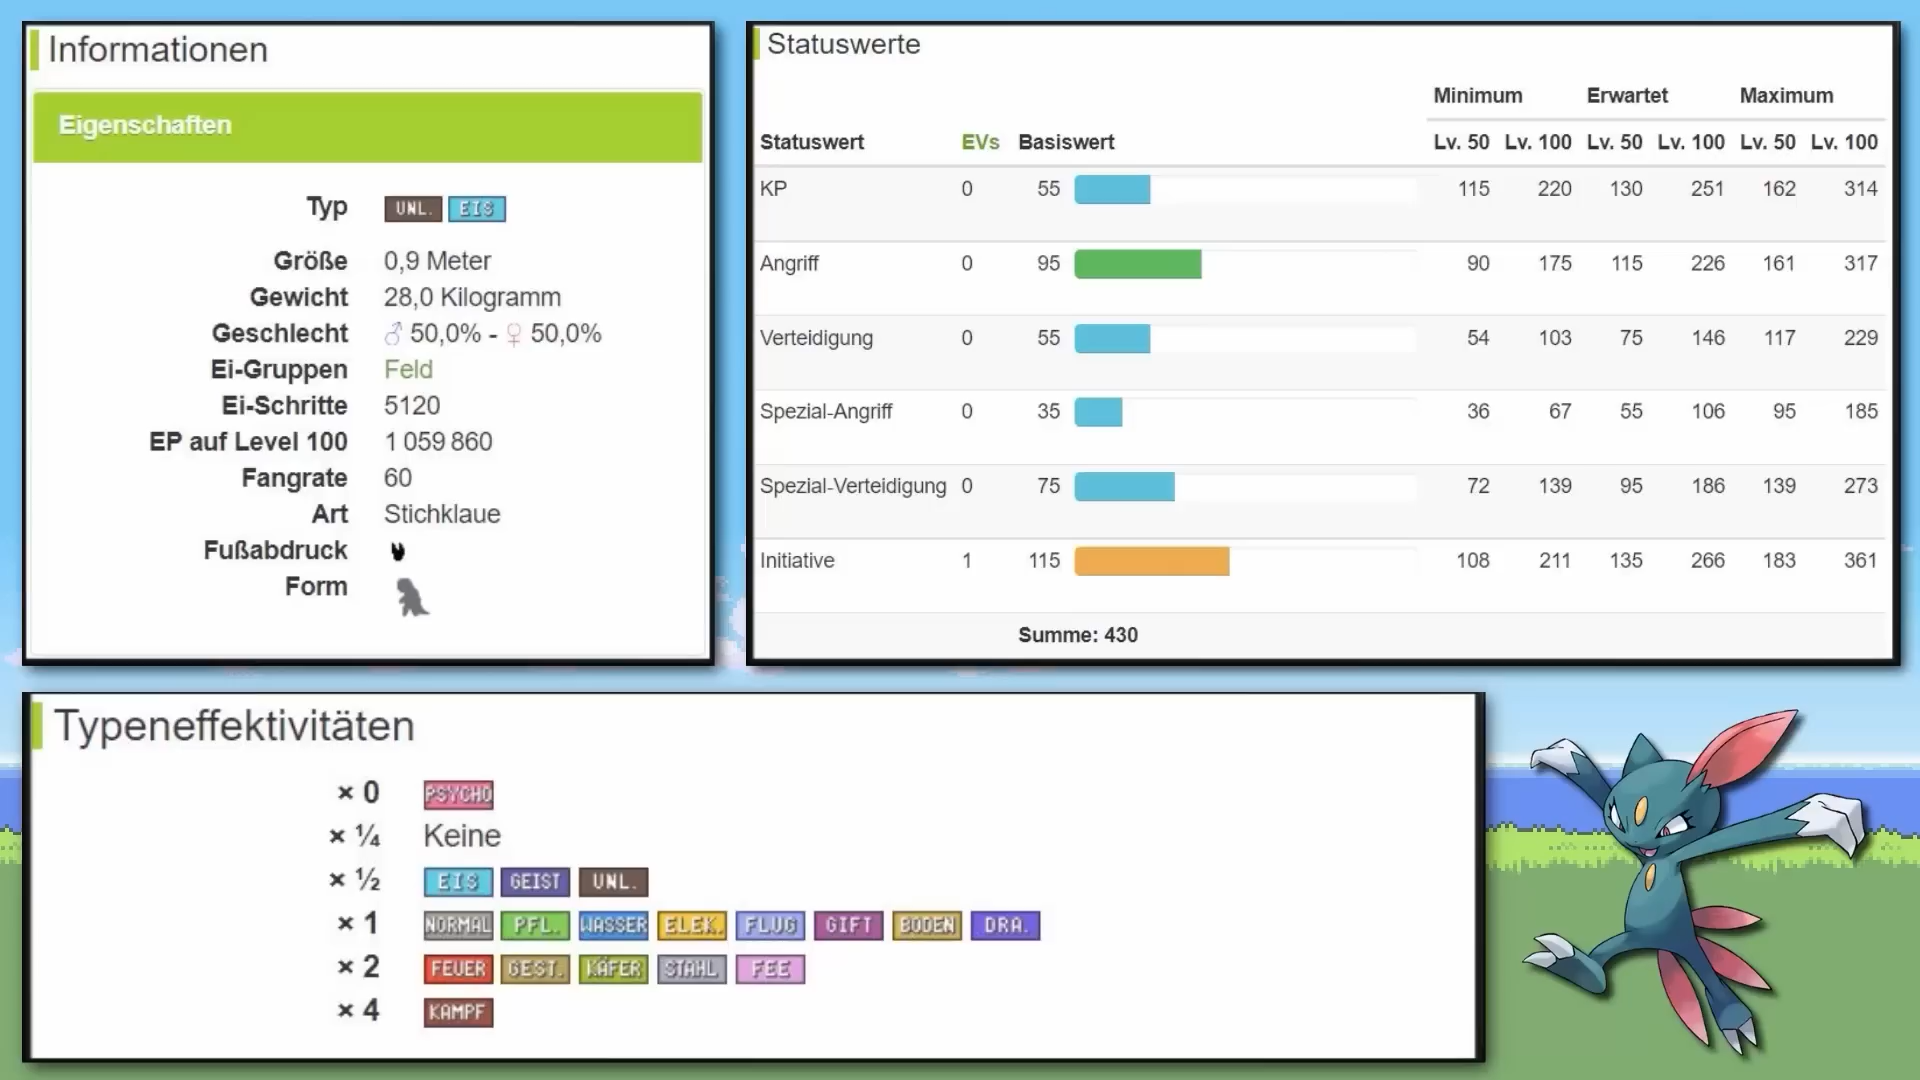 Informationen
Eigenschaften
Typ UNL. EIS
Größe 0,9 Meter
Gewicht 28,0 Kilogramm
Geschlecht ♂ 50,0% - ♀ 50,0%
Ei-Gruppen Feld
Ei-Schritte 5120
EP auf Level 100 1 059 860
Fangrate 60
Art Stichklaue
Fußabdruck
Form
Statuswerte
Minimum Erwartet Maximum
Statuswert EVs Basiswert Lv. 50 Lv. 100 Lv. 50 Lv. 100 Lv. 50 Lv. 100
KP 0 55 115 220 130 251 162 314
Angriff 0 95 90 175 115 226 161 317
Verteidigung 0 55 54 103 75 146 117 229
Spezial-Angriff 0 35 36 67 55 106 95 185
Spezial-Verteidigung 0 75 72 139 95 186 139 273
Initiative 1 115 108 211 135 266 183 361
Summe: 430
Typeneffektivitäten
× 0 PSYCHO
× ¼ Keine
× ½ EIS GEIST UNL.
× 1 NORMAL PFL. WASSER ELEK. FLUG GIFT BODEN DRA.
× 2 FEUER GEST. KÄFER STAHL FEE
× 4 KAMPF